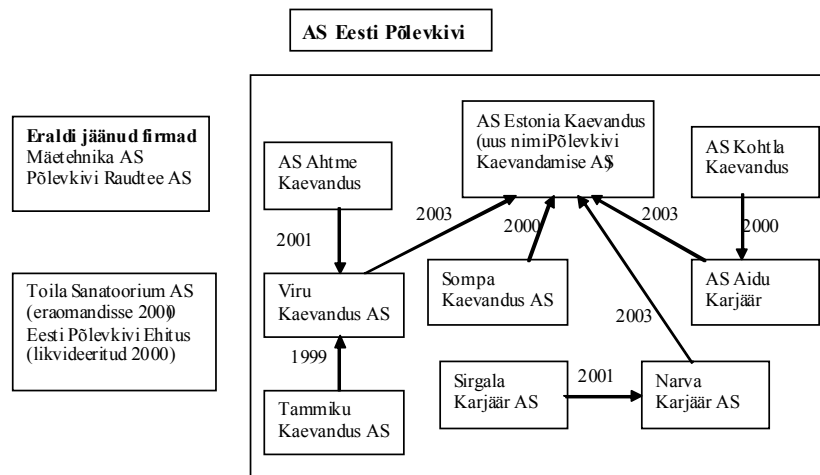 AS Eesti Põlevkivi
Eraldi jäänud firmad
Mäetehnika AS
Põlevkivi Raudtee AS
Toila Sanatoorium AS
(eraomandisse 2000)
Eesti Põlevkivi Ehitus
(likvideeritud 2000)
AS Estonia Kaevandus
(uus nimiPõlevkivi
Kaevandamise AS)
AS Ahtme
Kaevandus
AS Kohtla
Kaevandus
2003
2000
2003
2001
2000
Viru
Kaevandus AS
Sompa
Kaevandus AS
AS Aidu
Karjäär
2003
1999
Tammiku
Kaevandus AS
Sirgala
Karjäär AS
2001
Narva
Karjäär AS